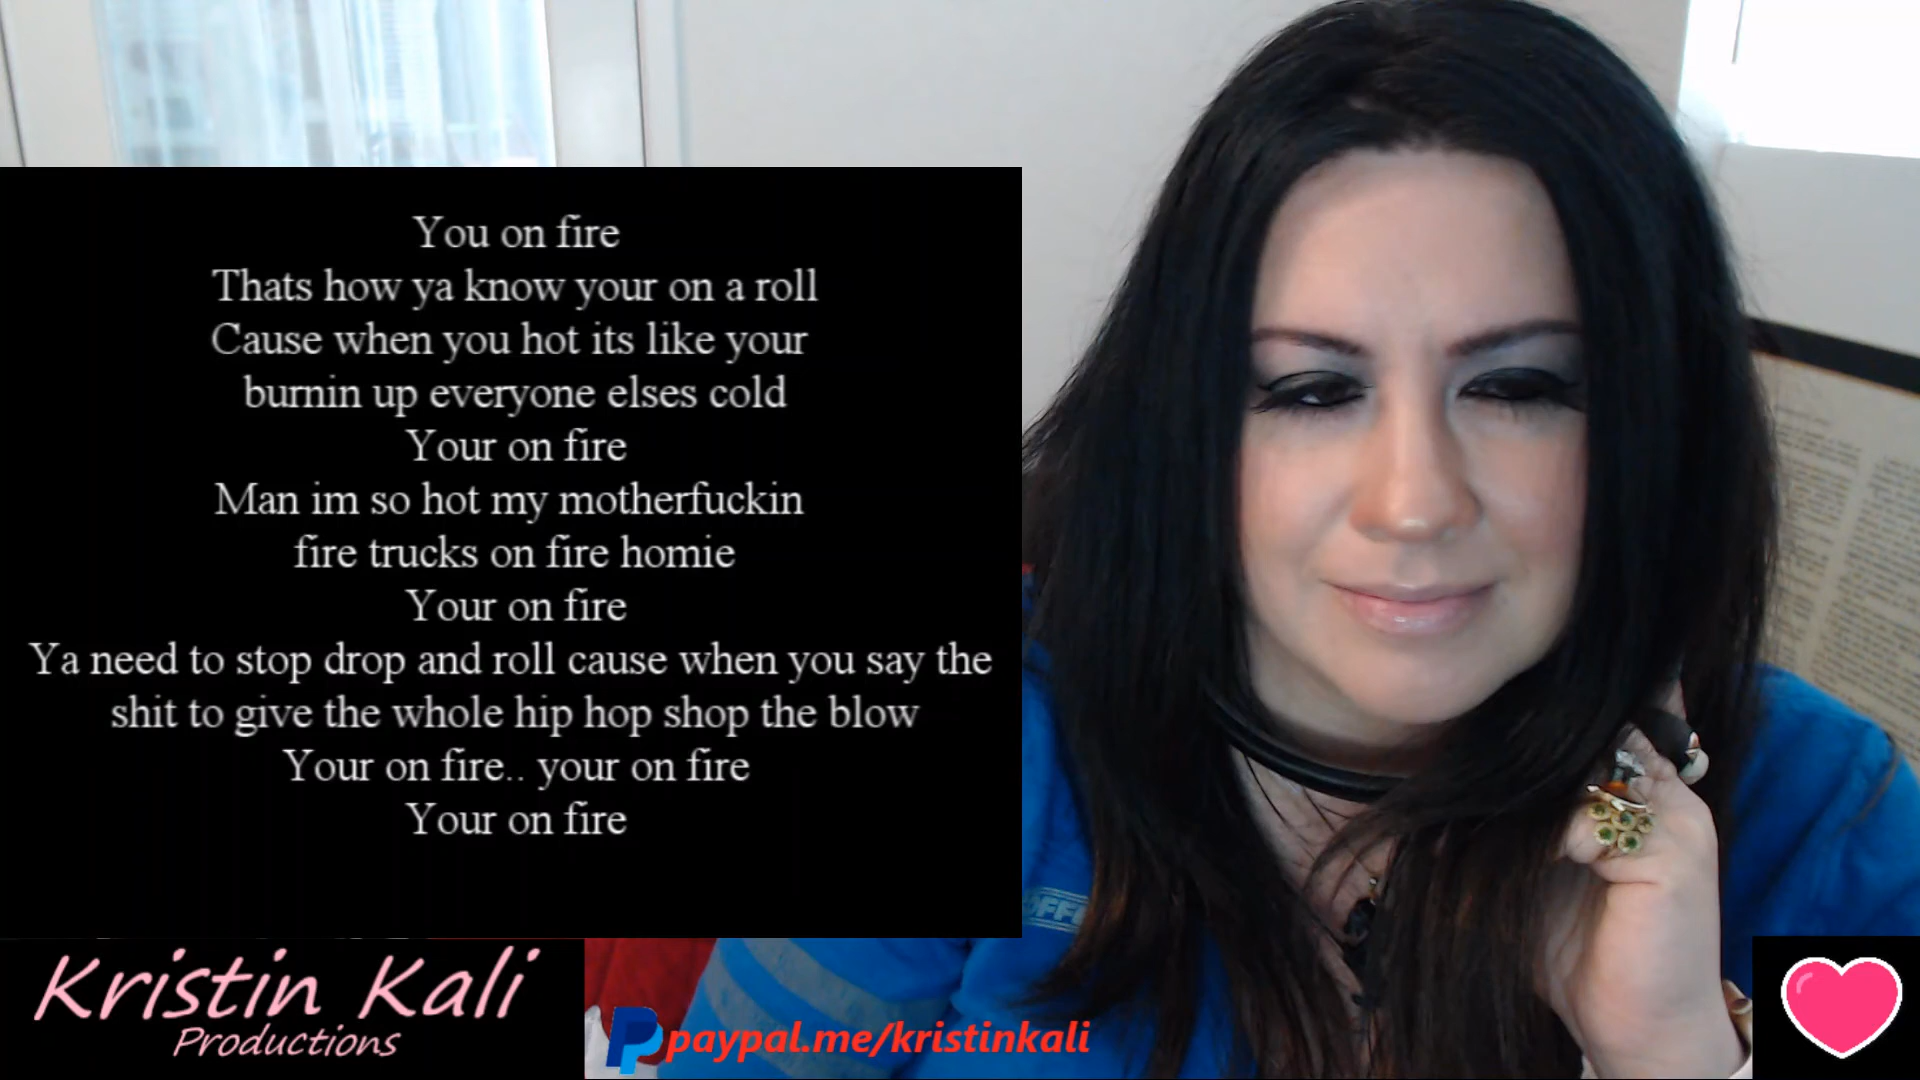 You on fire
Thats how ya know your on a roll
Cause when you hot its like your
burnin up everyone elses cold
Your on fire
Man im so hot my motherfuckin
fire trucks on fire homie
Your on fire
Ya need to stop drop and roll cause when you say the
shit to give the whole hip hop shop the blow
Your on fire.. your on fire
Your on fire
Kristin Kali
Productions
paypal.me/kristinkali